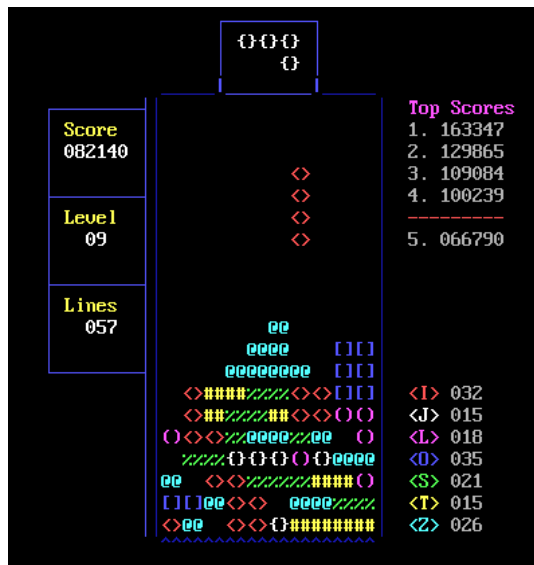 {}{}{}
{}
Top Scores
Score 1. 163347
082140 2. 129865
<> 3. 109084
<> 4. 100239
Level <> ---------
09 <> 5. 066790
Lines
057 @@
@@@@ [][]
@@@@@@@@ [][]
<>####%%%%<><>[][] <I> 032
<>##%%%%##<><>()() <J> 015
()<><>%%@@@@%%@@ () <L> 018
%%%%{}{}{}(){}@@@@ <O> 035
@@ <><>%%%%%%####() <S> 021
[][]@@<><> @@@@%%%% <T> 015
<>@@ <><>{}######## <Z> 026
^^^^^^^^^^^^^^^^^^^^